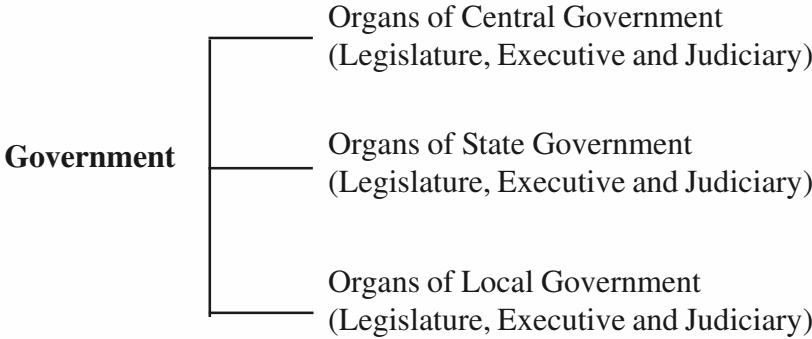 Organs of Central Government
(Legislature, Executive and Judiciary)
Government
Organs of State Government
(Legislature, Executive and Judiciary)
Organs of Local Government
(Legislature, Executive and Judiciary)